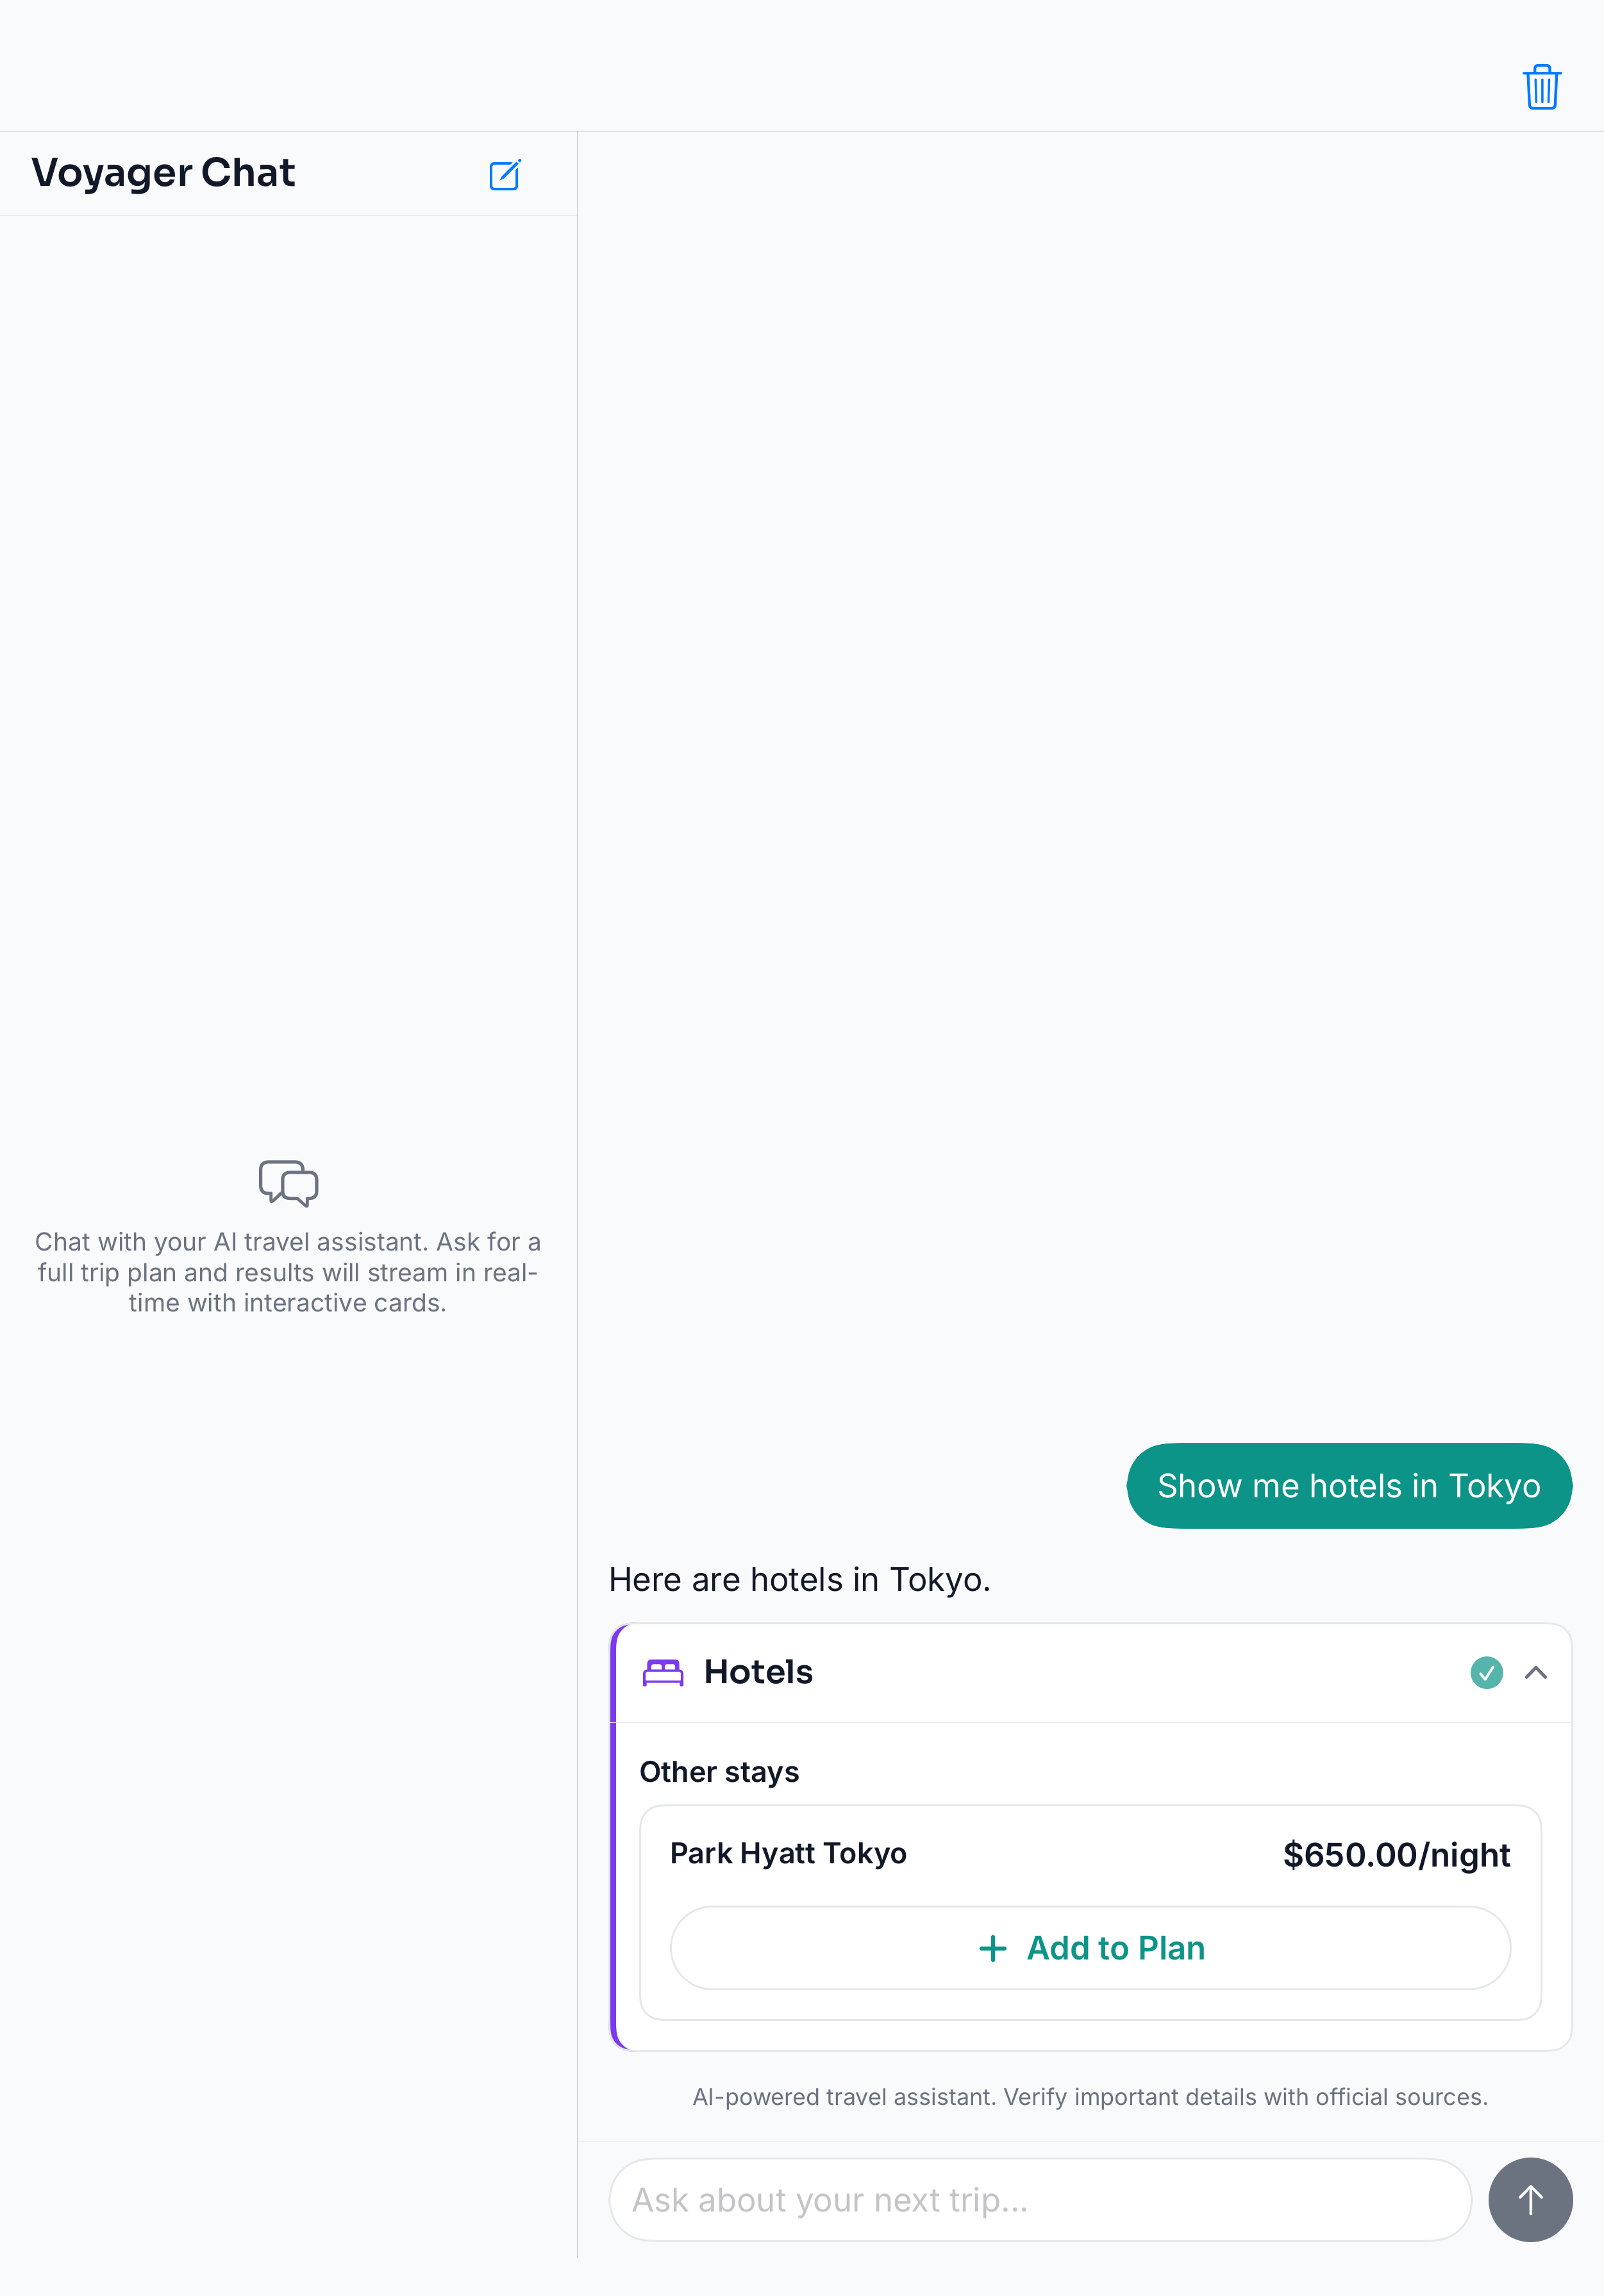 Voyager Chat
Chat with your AI travel assistant. Ask for a
full trip plan and results will stream in real-
time with interactive cards.
Show me hotels in Tokyo
Here are hotels in Tokyo.
Hotels
Other stays
Park Hyatt Tokyo
$650.00/night
+ Add to Plan
AI-powered travel assistant. Verify important details with official sources.
Ask about your next trip...